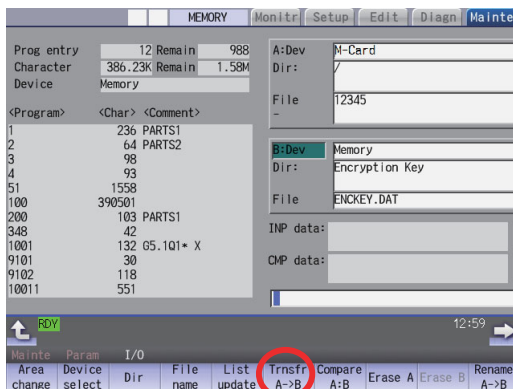 MEMORY Monitr Setup Edit Diagn Mainte
Prog entry 12 Remain 988
Character 386.23K Remain 1.58M
Device Memory
<Program> <Char> <Comment>
1 236 PARTS1
2 64 PARTS2
3 98
4 93
51 1558
100 390501
200 103 PARTS1
348 42
1001 132 G5.1Q1* X
9101 30
9102 118
10011 551
A:Dev M-Card
Dir: /
File 12345
-
B:Dev Memory
Dir: Encryption Key
File ENCKEY.DAT
INP data:
CMP data:
RDY 12:59
Mainte Param I/O
Area change
Device select
Dir
File name
List update
Trnsfr A->B
Compare A:B
Erase A
Erase B
Rename A->B